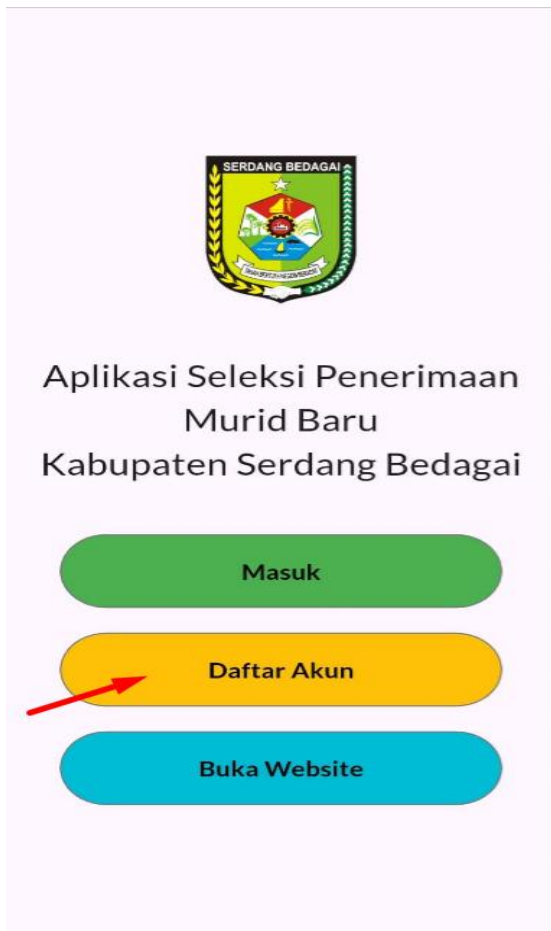 SERDANG BEDAGAI
Aplikasi Seleksi Penerimaan
Murid Baru
Kabupaten Serdang Bedagai
Masuk
Daftar Akun
Buka Website